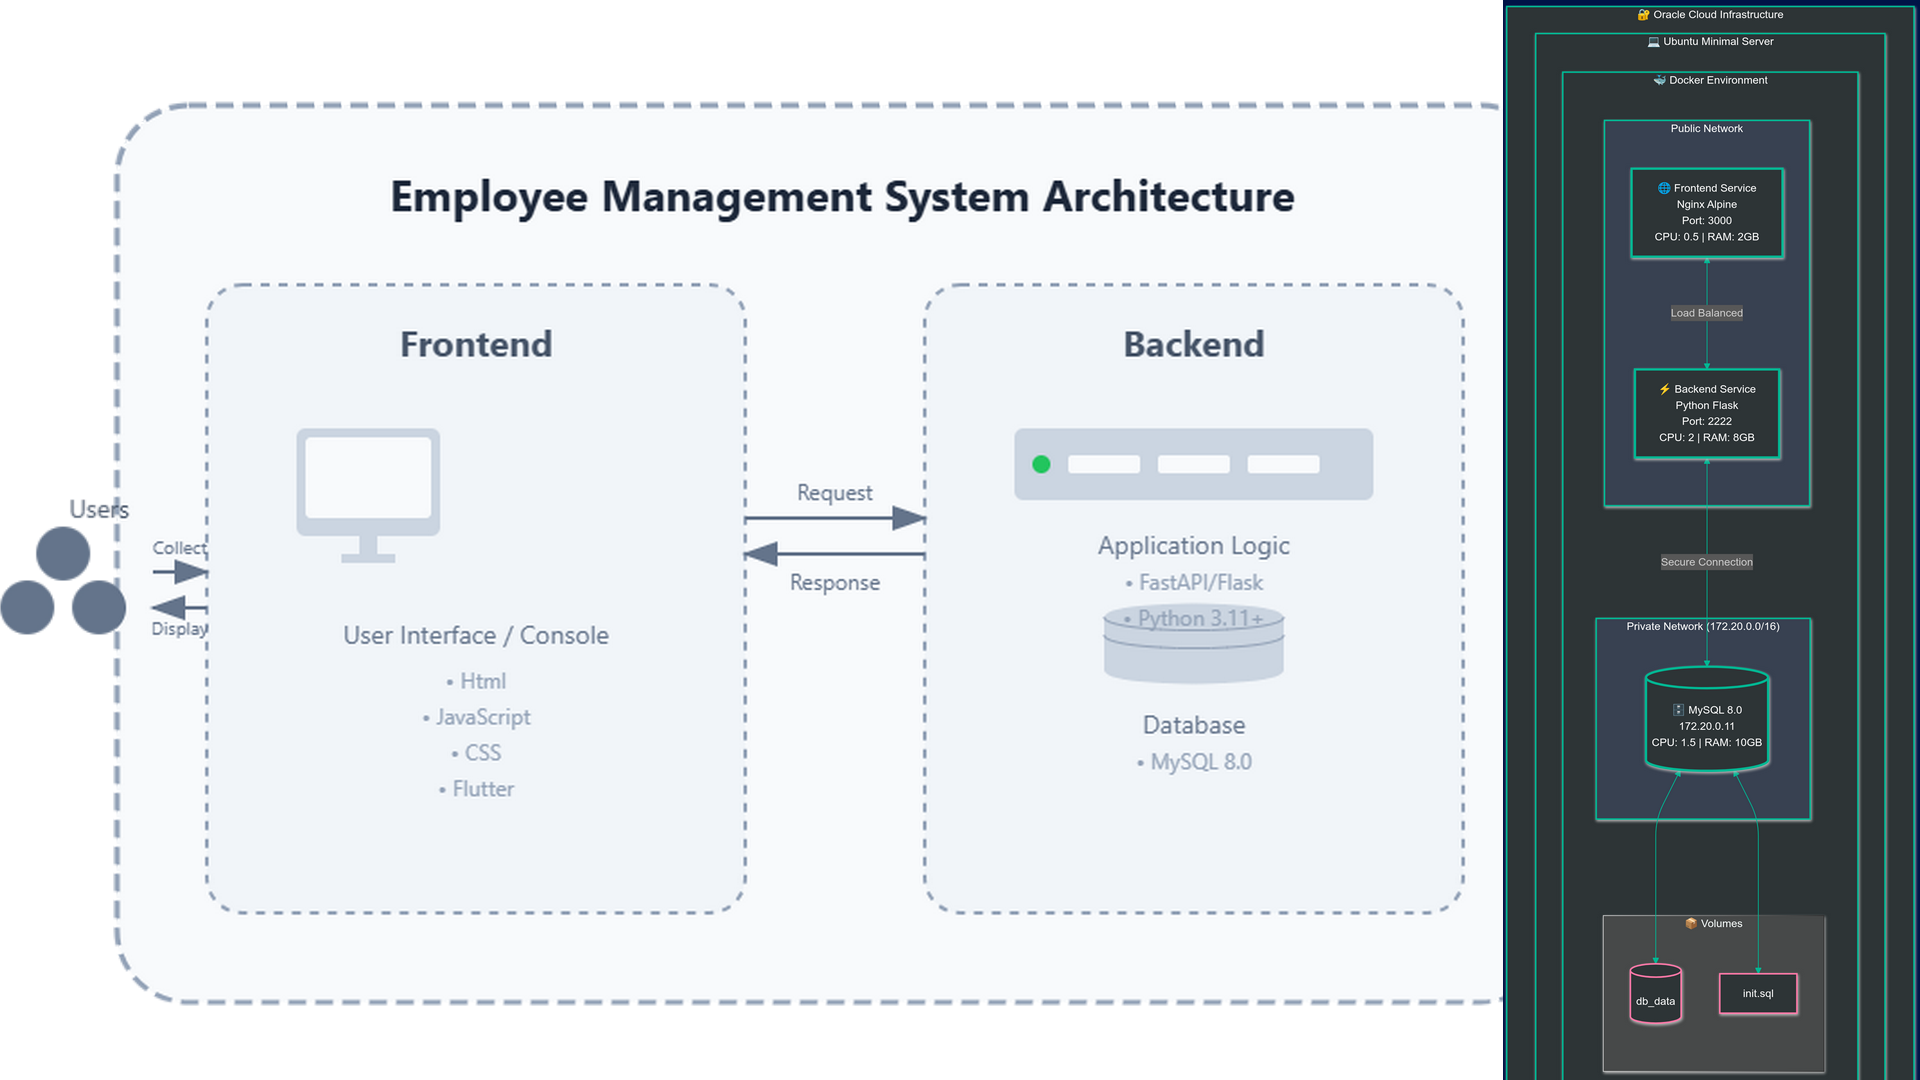 Employee Management System Architecture
Users
Collect
Display
Frontend
User Interface / Console
• Html
• JavaScript
• CSS
• Flutter
Request
Response
Backend
Application Logic
• FastAPI/Flask
• Python 3.11+
Database
• MySQL 8.0
🔐 Oracle Cloud Infrastructure
💻 Ubuntu Minimal Server
🐳 Docker Environment
Public Network
🌐 Frontend Service
Nginx Alpine
Port: 3000
CPU: 0.5 | RAM: 2GB
Load Balanced
⚡ Backend Service
Python Flask
Port: 2222
CPU: 2 | RAM: 8GB
Secure Connection
Private Network (172.20.0.0/16)
🗄️ MySQL 8.0
172.20.0.11
CPU: 1.5 | RAM: 10GB
📦 Volumes
db_data
init.sql